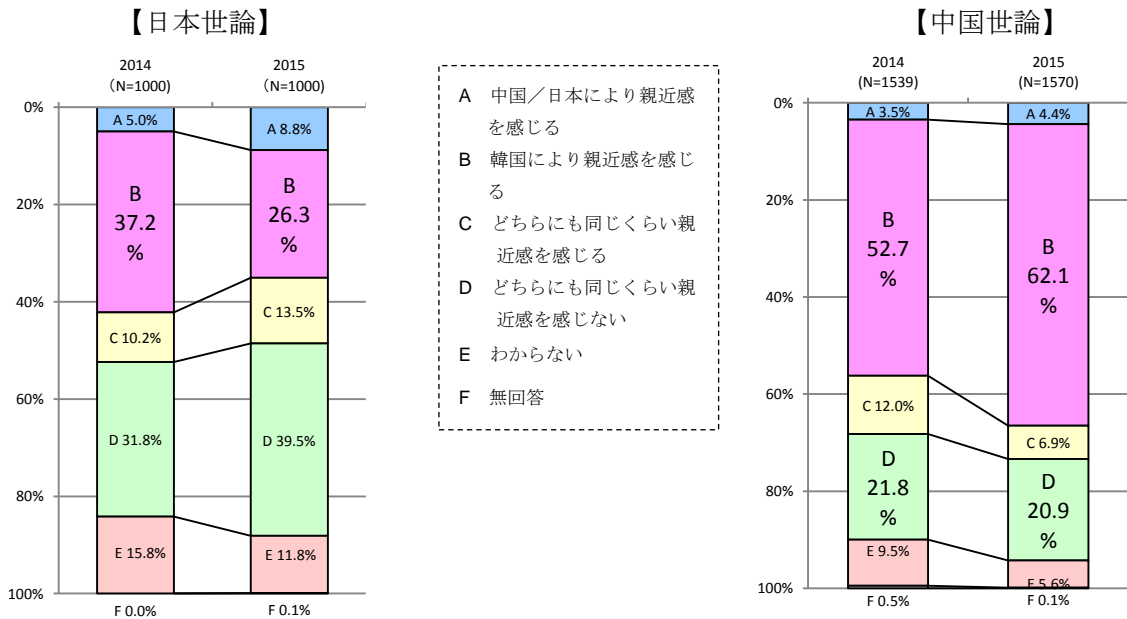 【日本世論】
2014
（N=1000）
2015
（N=1000）
0%
20%
40%
60%
80%
100%
A 5.0%
B
37.2
%
C 10.2%
D 31.8%
E 15.8%
F 0.0%
A 8.8%
B
26.3
%
C 13.5%
D 39.5%
E 11.8%
F 0.1%
A 中国／日本により親近感
を感じる
B 韓国により親近感を感じ
る
C どちらにも同じくらい親
近感を感じる
D どちらにも同じくらい親
近感を感じない
E わからない
F 無回答
【中国世論】
2014
(N=1539)
2015
(N=1570)
0%
20%
40%
60%
80%
100%
A 3.5%
B
52.7
%
C 12.0%
D
21.8
%
E 9.5%
F 0.5%
A 4.4%
B
62.1
%
C 6.9%
D
20.9
%
E 5.6%
F 0.1%